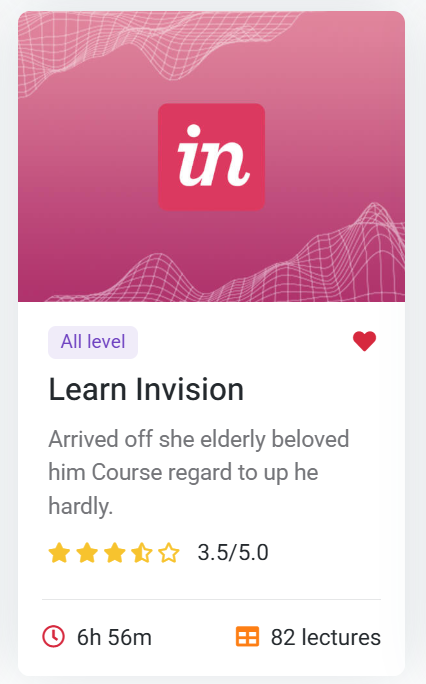 in
All level
Learn Invision
Arrived off she elderly beloved
him Course regard to up he
hardly.
3.5/5.0
6h 56m
82 lectures